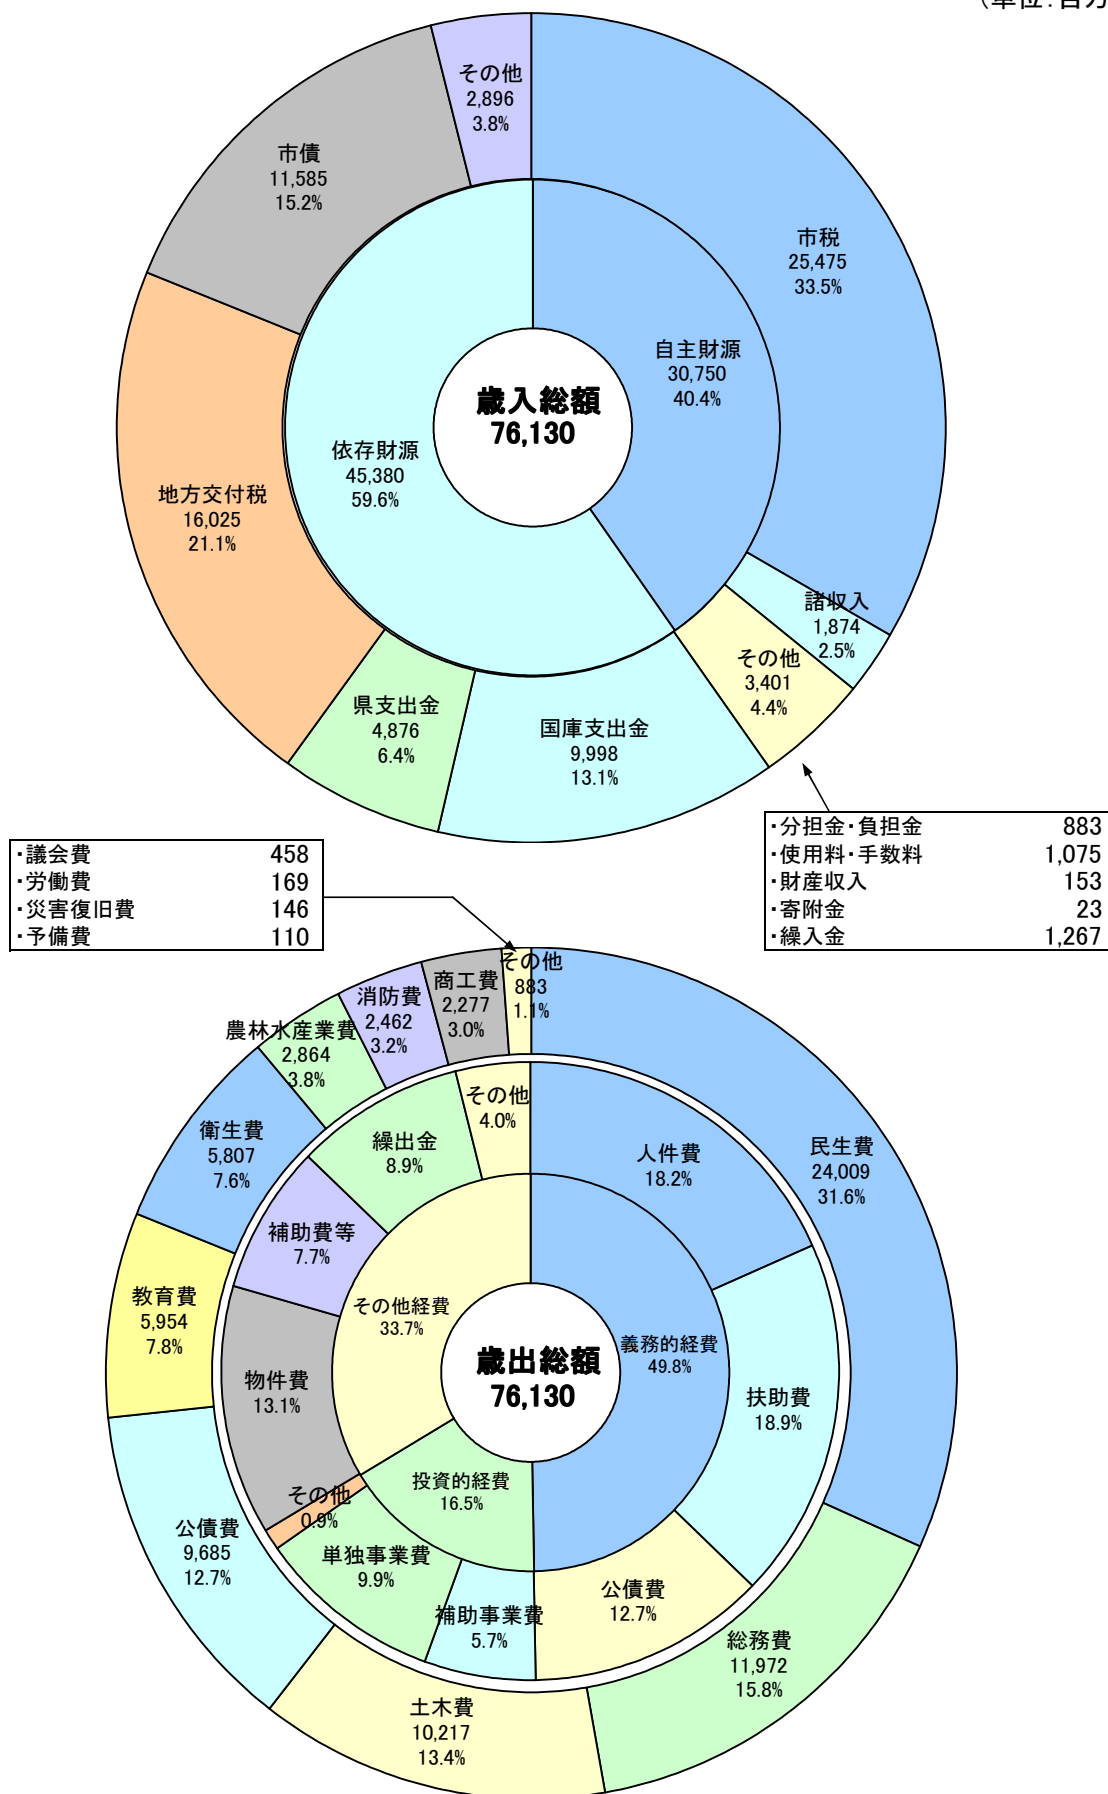 (単位:百万
その他
2,896
3.8%
市債
11,585
15.2%
市税
25,475
33.5%
自主財源
30,750
40.4%
歳入総額
76,130
依存財源
45,380
59.6%
地方交付税
16,025
21.1%
諸収入
1,874
2.5%
その他
3,401
4.4%
県支出金
4,876
6.4%
国庫支出金
9,998
13.1%
・分担金・負担金 883
・使用料・手数料 1,075
・財産収入 153
・寄附金 23
・繰入金 1,267
・議会費 458
・労働費 169
・災害復旧費 146
・予備費 110
その他
883
1.1%
商工費
2,277
3.0%
消防費
2,462
3.2%
農林水産業費
2,864
3.8%
衛生費
5,807
7.6%
教育費
5,954
7.8%
公債費
9,685
12.7%
土木費
10,217
13.4%
総務費
11,972
15.8%
民生費
24,009
31.6%
その他
4.0%
繰出金
8.9%
補助費等
7.7%
物件費
13.1%
その他
0.9%
単独事業費
9.9%
補助事業費
5.7%
公債費
12.7%
扶助費
18.9%
人件費
18.2%
その他経費
33.7%
義務的経費
49.8%
投資的経費
16.5%
歳出総額
76,130